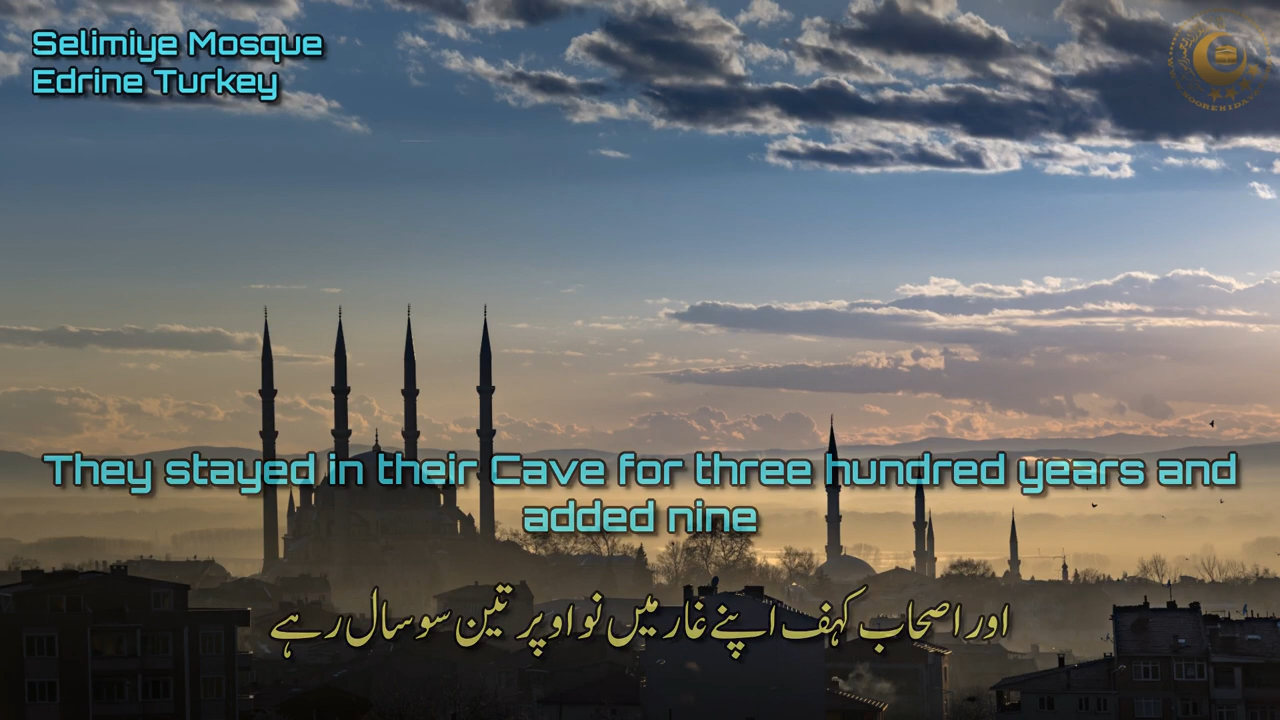 Selimiye Mosque
Edrine Turkey
They stayed in their Cave for three hundred years and
added nine
اور اصحاب کہف اپنے غار میں نو اوپر تین سو سال رہے